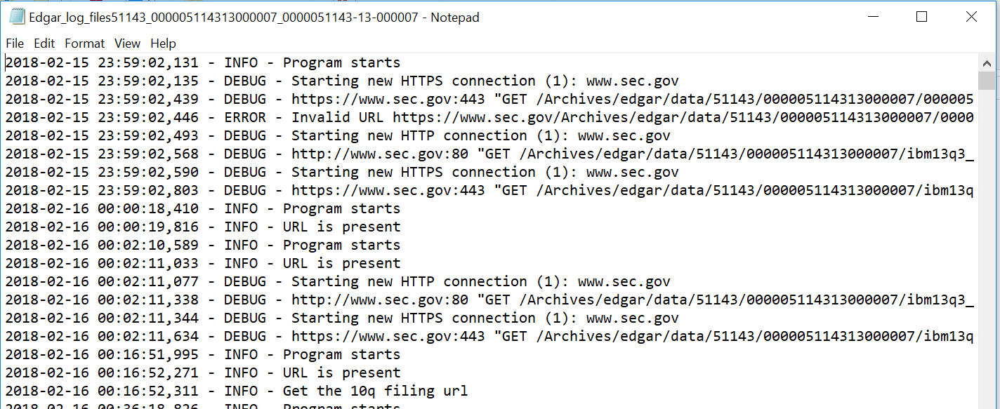 Edgar_log_files51143_000005114313000007_0000051143-13-000007 - Notepad
File Edit Format View Help
2018-02-15 23:59:02,131 - INFO - Program starts
2018-02-15 23:59:02,135 - DEBUG - Starting new HTTPS connection (1): www.sec.gov
2018-02-15 23:59:02,439 - DEBUG - https://www.sec.gov:443 "GET /Archives/edgar/data/51143/000005114313000007/000005
2018-02-15 23:59:02,446 - ERROR - Invalid URL https://www.sec.gov/Archives/edgar/data/51143/000005114313000007/0000
2018-02-15 23:59:02,493 - DEBUG - Starting new HTTP connection (1): www.sec.gov
2018-02-15 23:59:02,568 - DEBUG - http://www.sec.gov:80 "GET /Archives/edgar/data/51143/000005114313000007/ibm13q3_
2018-02-15 23:59:02,590 - DEBUG - Starting new HTTPS connection (1): www.sec.gov
2018-02-15 23:59:02,803 - DEBUG - https://www.sec.gov:443 "GET /Archives/edgar/data/51143/000005114313000007/ibm13q
2018-02-16 00:00:18,410 - INFO - Program starts
2018-02-16 00:00:19,816 - INFO - URL is present
2018-02-16 00:02:10,589 - INFO - Program starts
2018-02-16 00:02:11,033 - INFO - URL is present
2018-02-16 00:02:11,077 - DEBUG - Starting new HTTP connection (1): www.sec.gov
2018-02-16 00:02:11,338 - DEBUG - http://www.sec.gov:80 "GET /Archives/edgar/data/51143/000005114313000007/ibm13q3_
2018-02-16 00:02:11,344 - DEBUG - Starting new HTTPS connection (1): www.sec.gov
2018-02-16 00:02:11,634 - DEBUG - https://www.sec.gov:443 "GET /Archives/edgar/data/51143/000005114313000007/ibm13q
2018-02-16 00:16:51,995 - INFO - Program starts
2018-02-16 00:16:52,271 - INFO - URL is present
2018-02-16 00:16:52,311 - INFO - Get the 10q filing url
2018-02-16 00:36:18,826 - INFO - Program starts